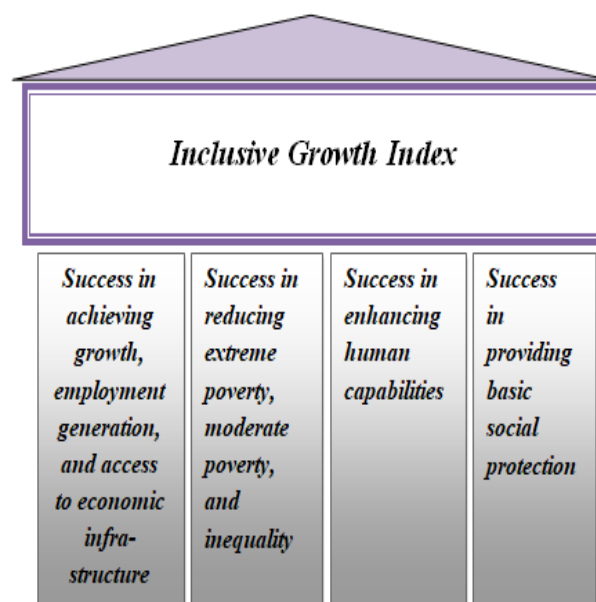 Inclusive Growth Index
Success in
achieving
growth,
employment
generation,
and access
to economic
infra-
structure
Success in
reducing
extreme
poverty,
moderate
poverty,
and
inequality
Success in
enhancing
human
capabilities
Success
in
providing
basic
social
protection